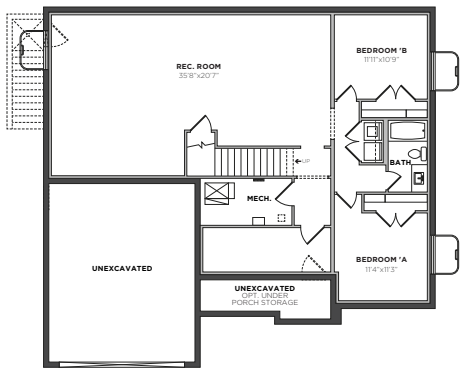 BEDROOM 'B
11'11"x10'9"
REC. ROOM
35'8"x20'7"
UP
BATH
MECH.
UNEXCAVATED
BEDROOM 'A
11'4"x11'3"
UNEXCAVATED
OPT. UNDER
PORCH STORAGE